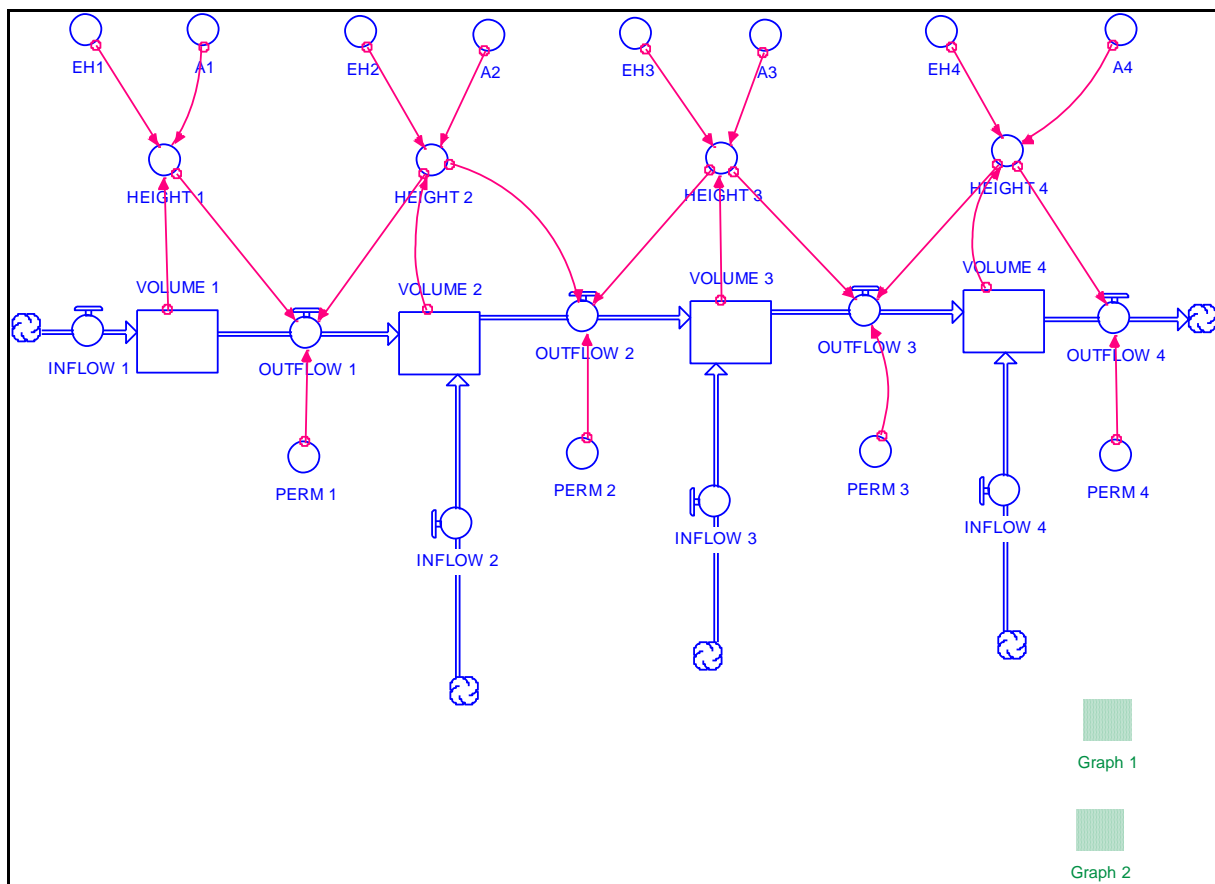 EH1
A1
EH2
A2
EH3
A3
EH4
A4
HEIGHT 1
HEIGHT 2
HEIGHT 3
HEIGHT 4
VOLUME 1
VOLUME 2
VOLUME 3
VOLUME 4
INFLOW 1
OUTFLOW 1
OUTFLOW 2
OUTFLOW 3
OUTFLOW 4
PERM 1
PERM 2
PERM 3
PERM 4
INFLOW 2
INFLOW 3
INFLOW 4
Graph 1
Graph 2